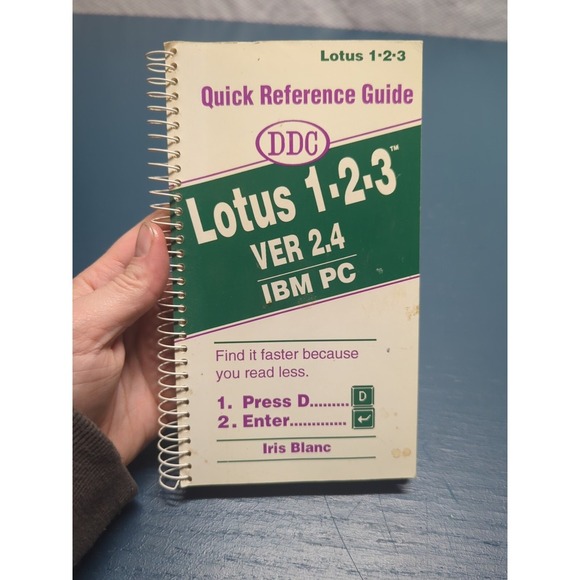 Lotus 1•2•3
Quick Reference Guide
DDC
Lotus 1•2•3™
VER 2.4
IBM PC
Find it faster because
you read less.
1. Press D......... D
2. Enter............. ↵
Iris Blanc